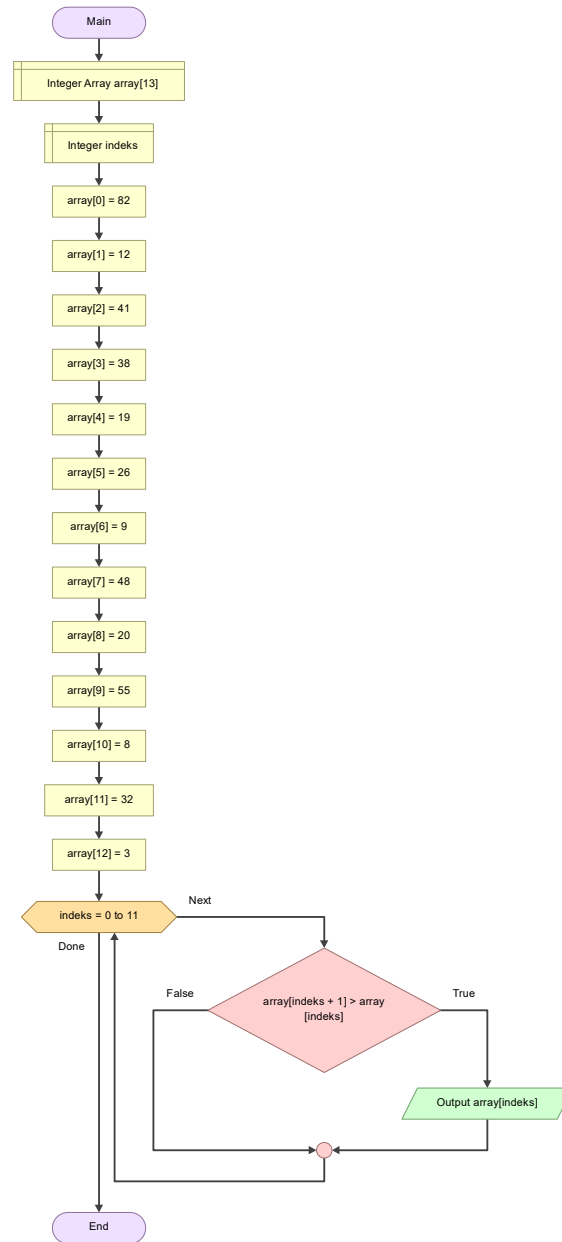 Main
Integer Array array[13]
Integer indeks
array[0] = 82
array[1] = 12
array[2] = 41
array[3] = 38
array[4] = 19
array[5] = 26
array[6] = 9
array[7] = 48
array[8] = 20
array[9] = 55
array[10] = 8
array[11] = 32
array[12] = 3
indeks = 0 to 11
Next
Done
False
array[indeks + 1] > array
[indeks]
True
Output array[indeks]
End